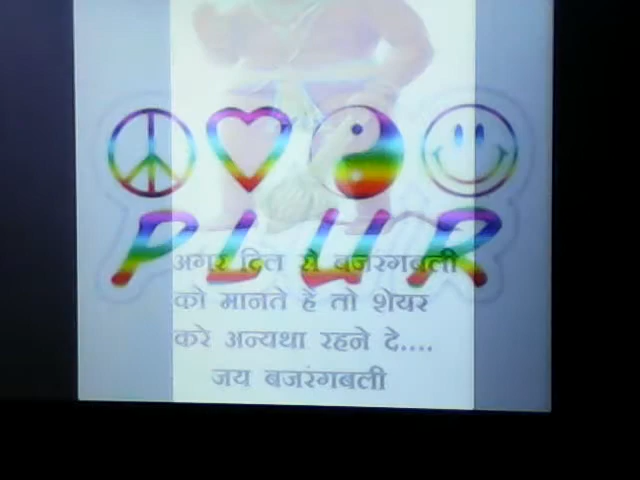 PLUR
अगर दिल से बजरंगबली
को मानते है तो शेयर
करे अन्यथा रहने दे....
जय बजरंगबली